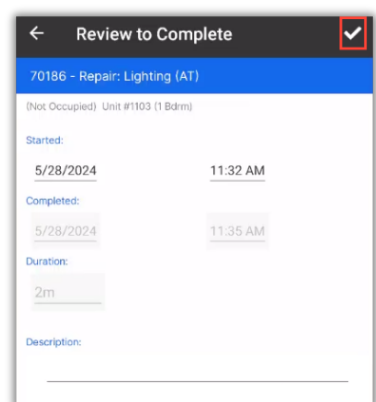 Review to Complete
70186 - Repair: Lighting (AT)
(Not Occupied) Unit #1103 (1 Bdrm)
Started:
5/28/2024 11:32 AM
Completed:
5/28/2024 11:35 AM
Duration:
2m
Description: